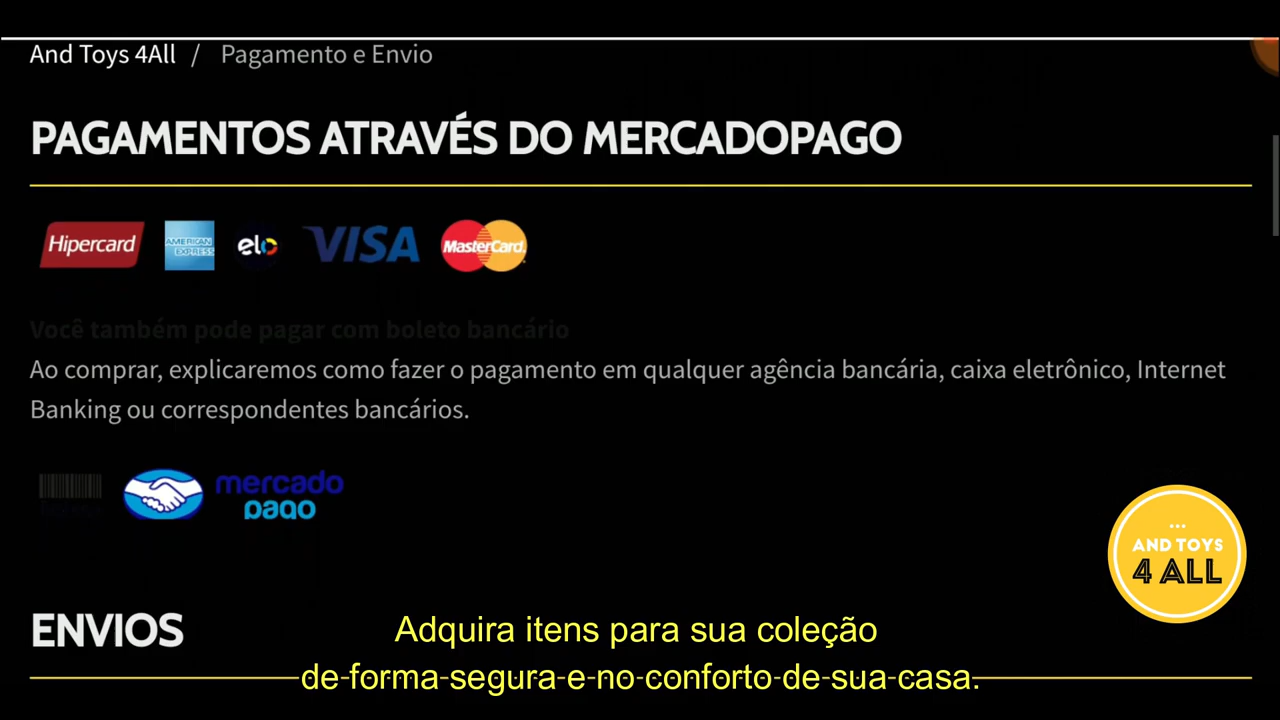 And Toys 4All / Pagamento e Envio
PAGAMENTOS ATRAVÉS DO MERCADOPAGO
Hipercard AMERICAN EXPRESS elo VISA MasterCard.
Você também pode pagar com boleto bancário
Ao comprar, explicaremos como fazer o pagamento em qualquer agência bancária, caixa eletrônico, Internet
Banking ou correspondentes bancários.
mercado
pago
... 
AND TOYS
4 ALL
ENVIOS
Adquira itens para sua coleção
de forma segura e no conforto de sua casa.